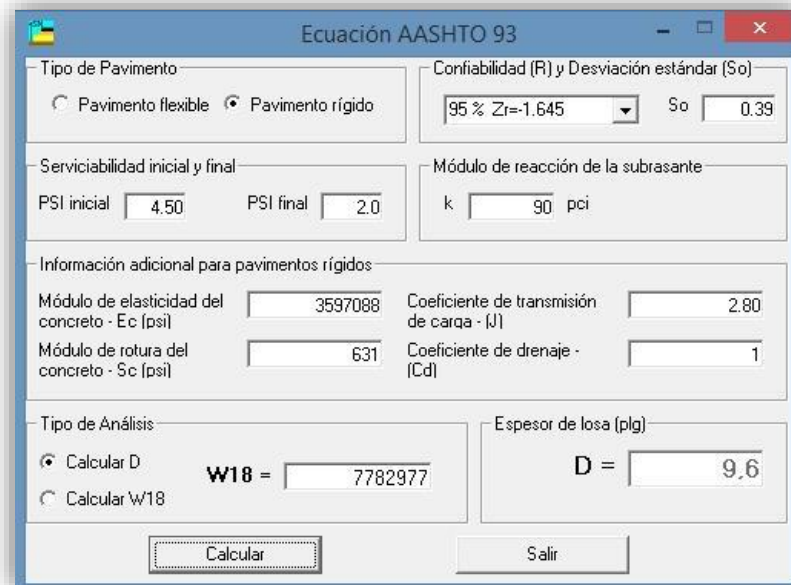 Ecuación AASHTO 93
Tipo de Pavimento
Pavimento flexible Pavimento rígido
Confiabilidad (R) y Desviación estándar (So)
95 % Zr=-1.645 So 0.39
Serviciabilidad inicial y final
PSI inicial 4.50 PSI final 2.0
Módulo de reacción de la subrasante
k 90 pci
Información adicional para pavimentos rígidos
Módulo de elasticidad del
concreto - Ec (psi) 3597088
Coeficiente de transmisión
de carga - (J) 2.80
Módulo de rotura del
concreto - Sc (psi) 631
Coeficiente de drenaje -
(Cd) 1
Tipo de Análisis
Calcular D
Calcular W18
W18 = 7782977
Espesor de losa (plg)
D = 9,6
Calcular Salir